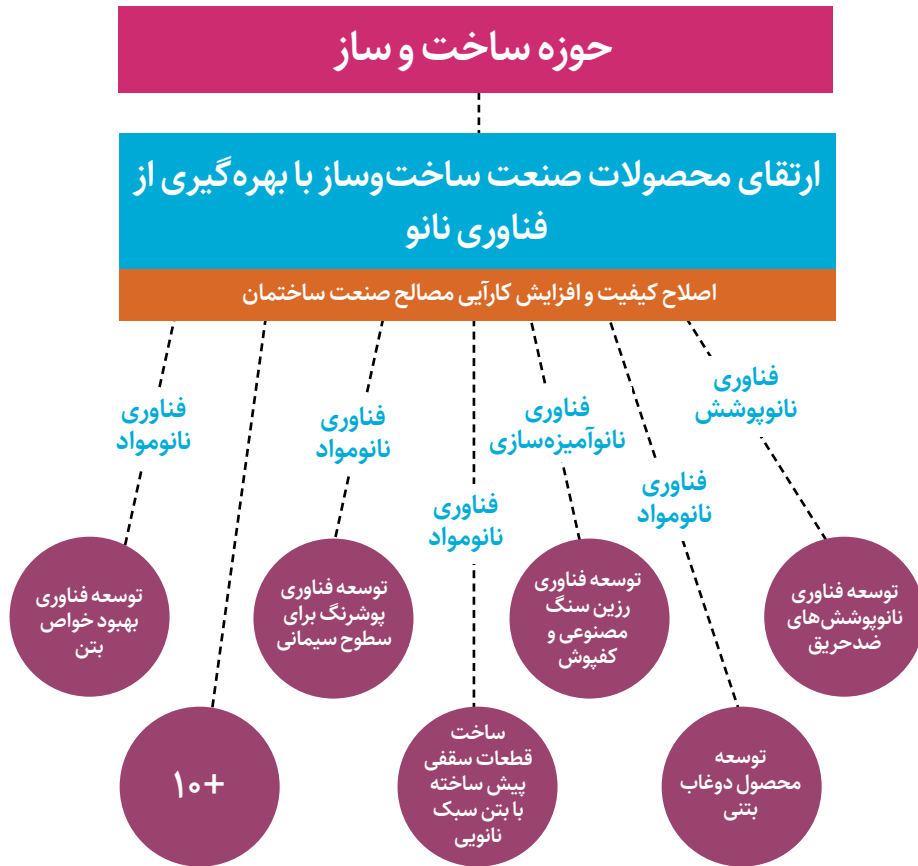 حوزه ساخت و ساز
ارتقای محصولات صنعت ساخت‌وساز با بهره‌گیری از
فناوری نانو
اصلاح کیفیت و افزایش کارآیی مصالح صنعت ساختمان
فناوری
نانوپوشش
فناوری
نانومواد
فناوری
نانوآمیزه‌سازی
فناوری
نانومواد
فناوری
نانومواد
فناوری
نانومواد
توسعه فناوری
نانوپوشش‌های
ضدحریق
توسعه فناوری
رزین سنگ
مصنوعی و
کفپوش
توسعه فناوری
پوشرنگ برای
سطوح سیمانی
توسعه فناوری
بهبود خواص
بتن
توسعه
محصول دوغاب
بتنی
ساخت
قطعات سقفی
پیش ساخته
با بتن سبک
نانویی
+۱۰